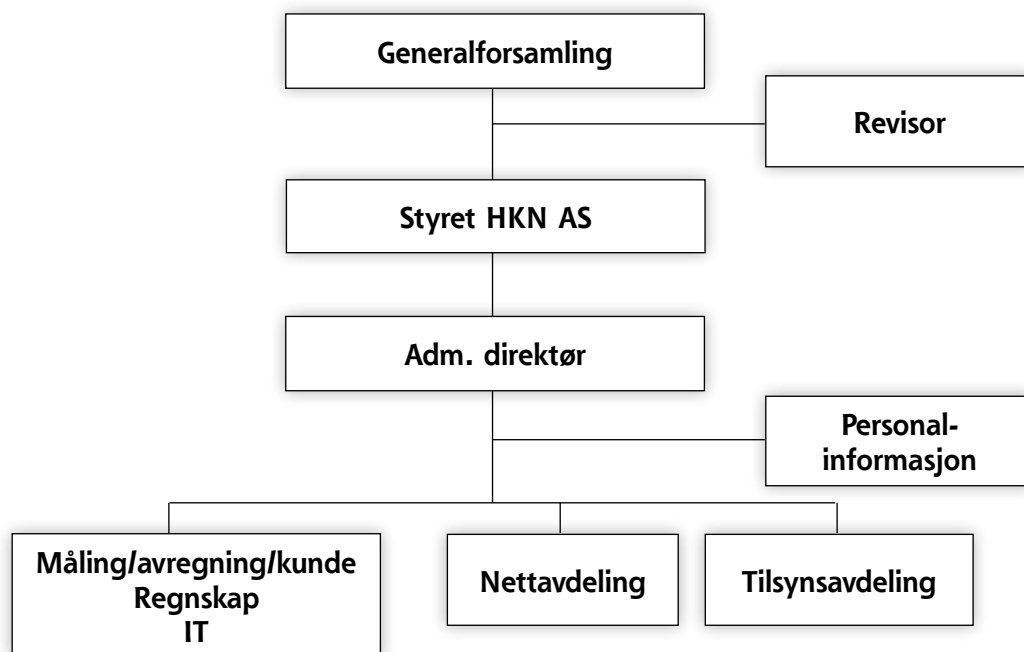 Generalforsamling
Revisor
Styret HKN AS
Adm. direktør
Personal-
informasjon
Måling/avregning/kunde
Regnskap
IT
Nettavdeling
Tilsynsavdeling